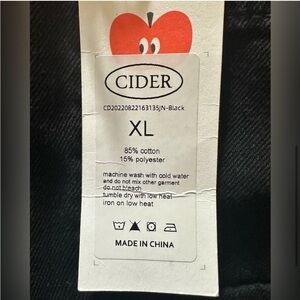 CIDER
CD20220822163135JN-Black
XL
85% cotton
15% polyester
machine wash with cold water
and do not mix other garment
do not bleach
tumble dry with low heat
iron on low heat
MADE IN CHINA